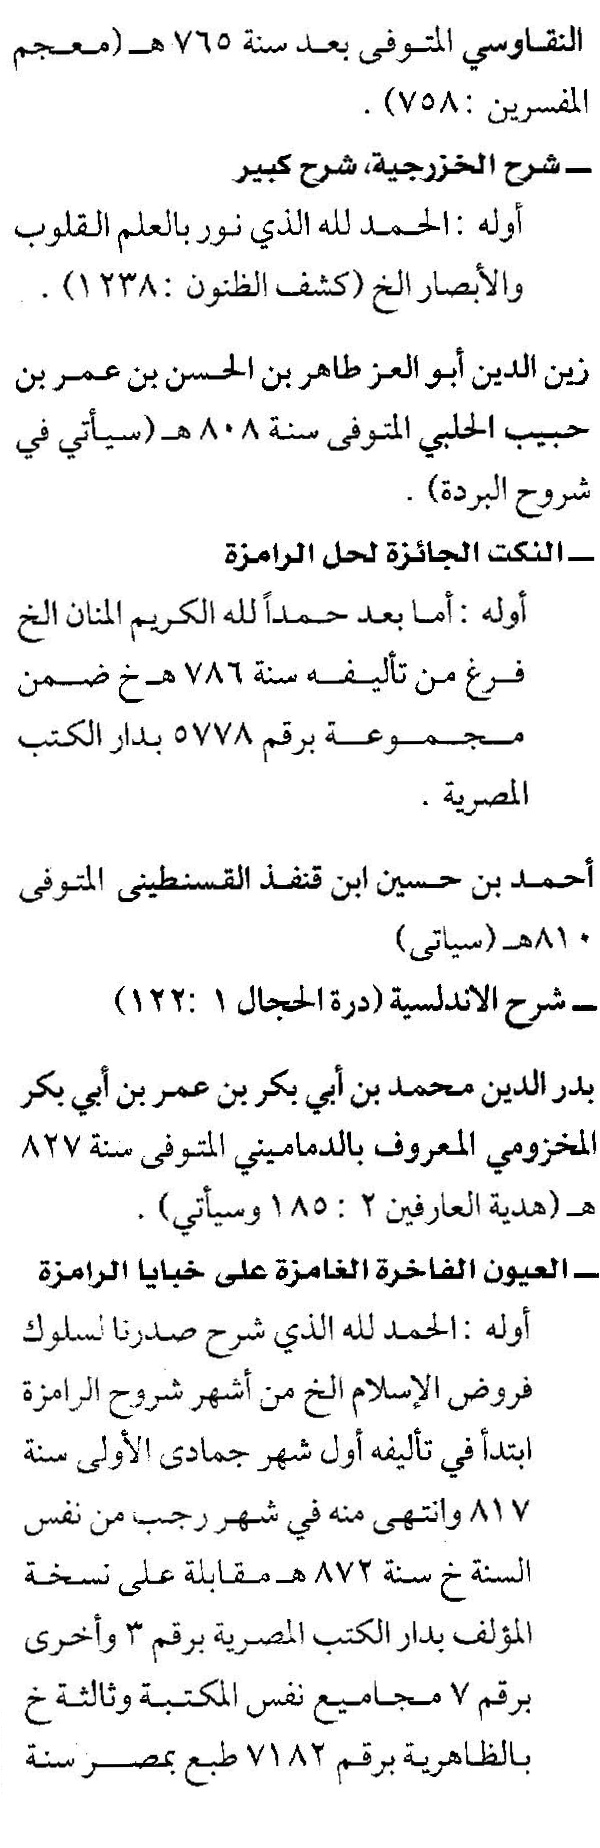 النقاوسي المتوفى بعد سنة ٧٦٥ هـ (معجم
المفسرين : ٧٥٨) .
ــ شرح الخزرجية، شرح كبير
أوله : الحمد لله الذي نور بالعلم القلوب
والأبصار الخ (كشف الظنون : ١٢٣٨) .
زين الدين أبو العز طاهر بن الحسن بن عمر بن
حبيب الحلبي المتوفى سنة ٨٠٨ هـ (سيأتي في
شروح البردة) .
ــ النكت الجائزة لحل الرامزة
أوله : أما بعد حمداً لله الكريم المنان الخ
فرغ من تأليفه سنة ٧٨٦ هـ خ ضمن
مجموعة برقم ٥٧٧٨ بدار الكتب
المصرية .
أحمد بن حسين ابن قنفذ القسنطينى المتوفى
٨١٠هـ (سياتى)
ــ شرح الاندلسية (درة الحجال ١ : ١٢٢)
بدر الدين محمد بن أبي بكر بن عمر بن أبي بكر
المخزومي المعروف بالدماميني المتوفى سنة ٨٢٧
هـ (هدية العارفين ٢ : ١٨٥ وسيأتي) .
ــ العيون الفاخرة الغامزة على خبايا الرامزة
أوله : الحمد لله الذي شرح صدرنا لسلوك
فروض الإسلام الخ من أشهر شروح الرامزة
ابتدأ في تأليفه أول شهر جمادى الأولى سنة
٨١٧ وانتهى منه في شهر رجب من نفس
السنة خ سنة ٨٧٢ هـ مقابلة على نسخة
المؤلف بدار الكتب المصرية برقم ٣ وأخرى
برقم ٧ مجاميع نفس المكتبة وثالثة خ
بالظاهرية برقم ٧١٨٢ طبع بمصر سنة